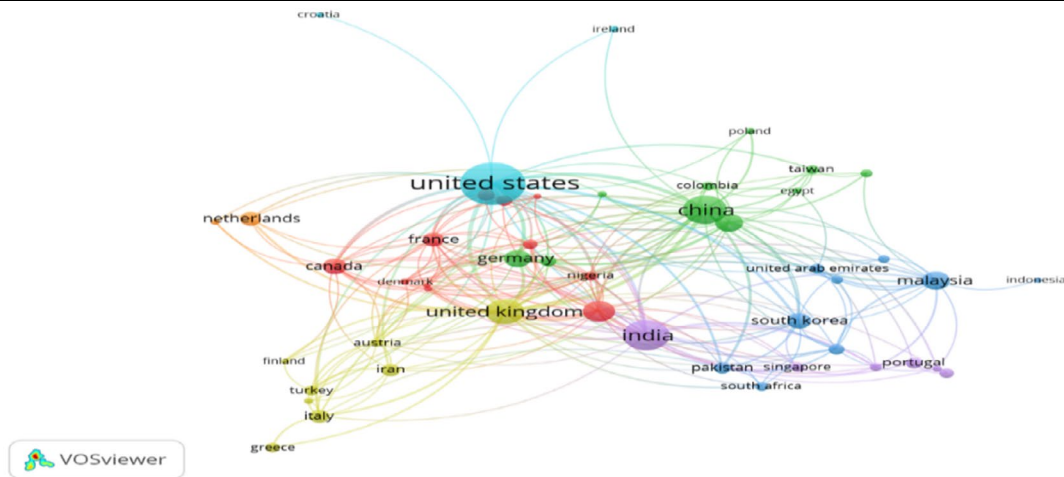 croatia
ireland
poland
taiwan
united states
colombia
egypt
china
netherlands
france
germany
canada
nigeria
united arab emirates
denmark
malaysia
indonesia
united kingdom
south korea
india
austria
finland
iran
pakistan
singapore
portugal
south africa
turkey
italy
greece
VOSviewer